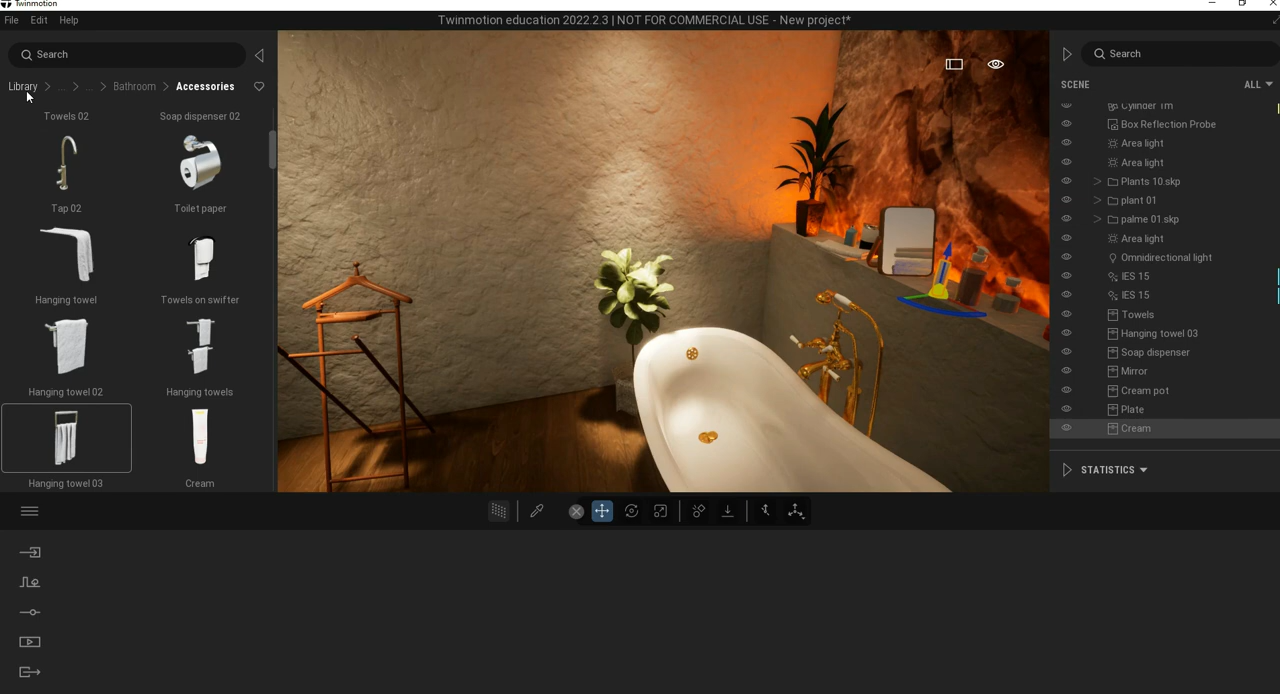 Twinmotion
File Edit Help
Twinmotion education 2022.2.3 | NOT FOR COMMERCIAL USE - New project*
Search
Library > ... > ... > Bathroom > Accessories
Towels 02
Soap dispenser 02
Tap 02
Toilet paper
Hanging towel
Towels on swifter
Hanging towel 02
Hanging towels
Hanging towel 03
Cream
Search
SCENE
ALL
Cylinder 1m
Box Reflection Probe
Area light
Area light
Plants 10.skp
plant 01
palme 01.skp
Area light
Omnidirectional light
IES 15
IES 15
Towels
Hanging towel 03
Soap dispenser
Mirror
Cream pot
Plate
Cream
STATISTICS